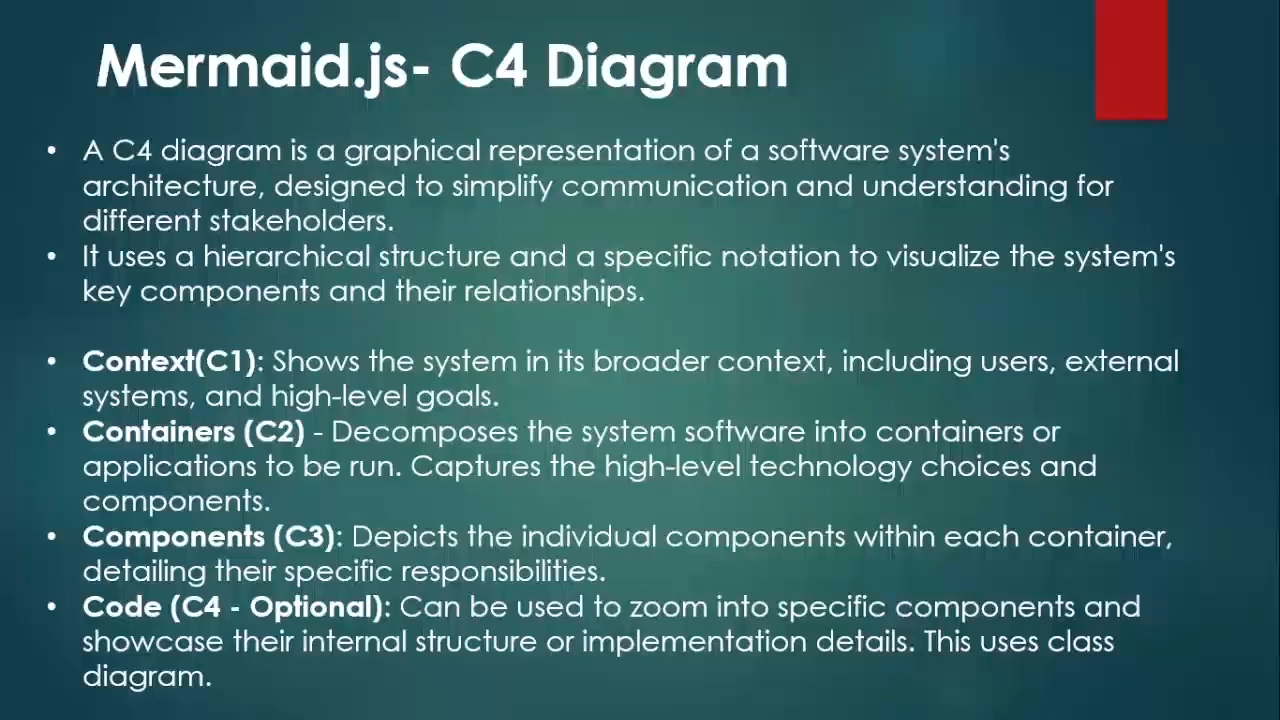 Mermaid.js- C4 Diagram
• A C4 diagram is a graphical representation of a software system's
architecture, designed to simplify communication and understanding for
different stakeholders.
• It uses a hierarchical structure and a specific notation to visualize the system's
key components and their relationships.
• Context(C1): Shows the system in its broader context, including users, external
systems, and high-level goals.
• Containers (C2) - Decomposes the system software into containers or
applications to be run. Captures the high-level technology choices and
components.
• Components (C3): Depicts the individual components within each container,
detailing their specific responsibilities.
• Code (C4 - Optional): Can be used to zoom into specific components and
showcase their internal structure or implementation details. This uses class
diagram.